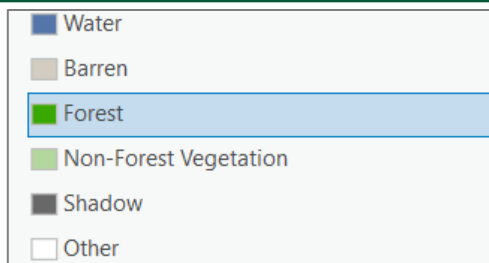 Water
Barren
Forest
Non-Forest Vegetation
Shadow
Other